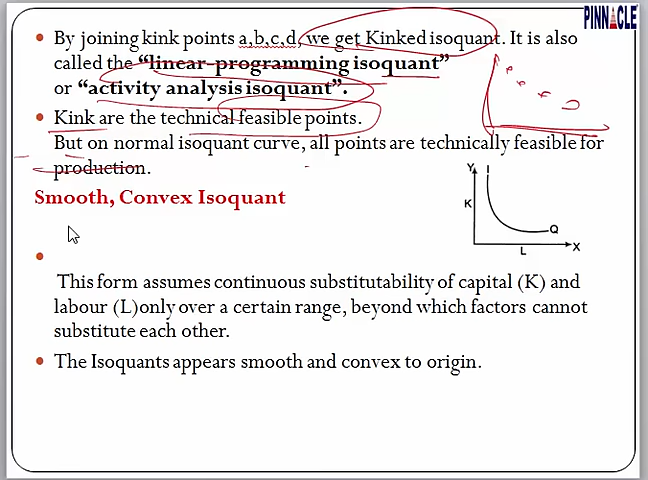 PINNACLE
• By joining kink points a,b,c,d, we get Kinked isoquant. It is also
called the “linear-programming isoquant”
or “activity analysis isoquant”.
• Kink are the technical feasible points.
But on normal isoquant curve, all points are technically feasible for
production.
Smooth, Convex Isoquant
Y I
K
Q
X
L
•
This form assumes continuous substitutability of capital (K) and
labour (L)only over a certain range, beyond which factors cannot
substitute each other.
• The Isoquants appears smooth and convex to origin.